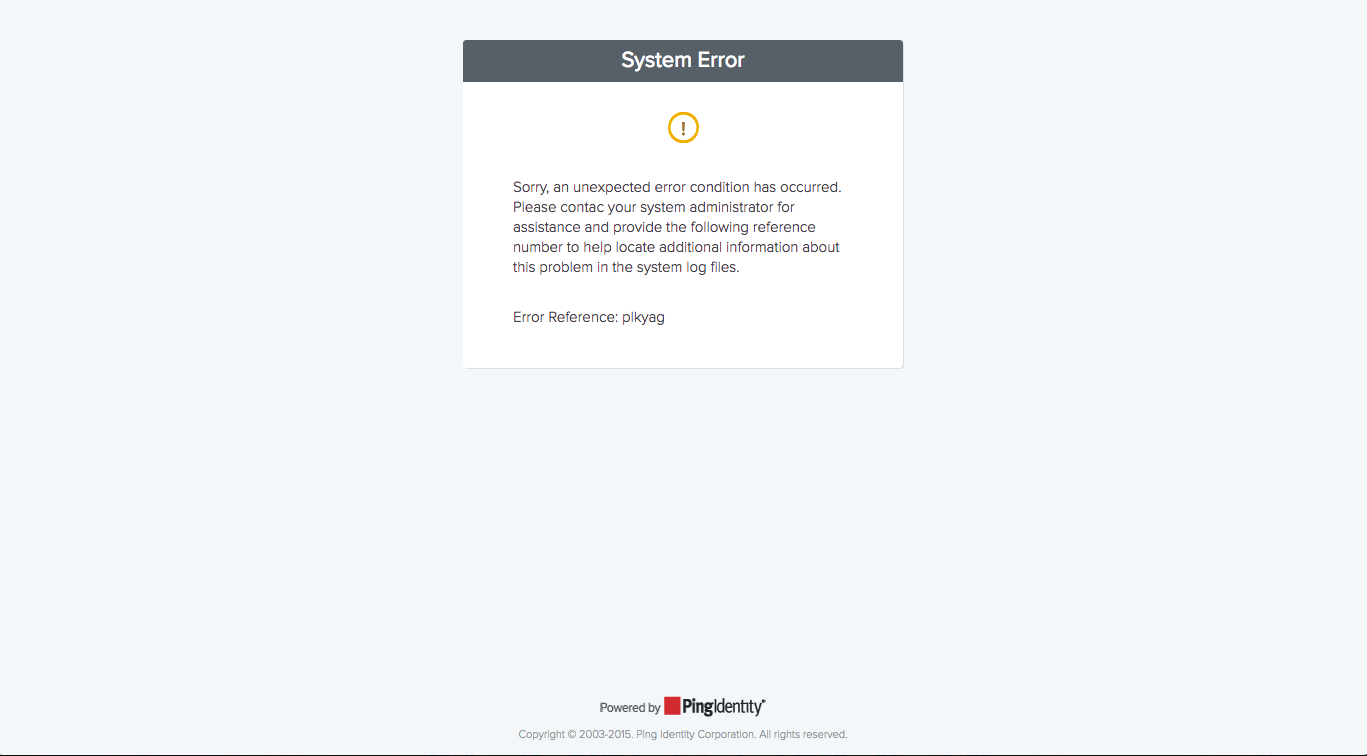 System Error
!
Sorry, an unexpected error condition has occurred.
Please contac your system administrator for
assistance and provide the following reference
number to help locate additional information about
this problem in the system log files.
Error Reference: plkyag
Powered by PingIdentity®
Copyright © 2003-2015. Ping Identity Corporation. All rights reserved.